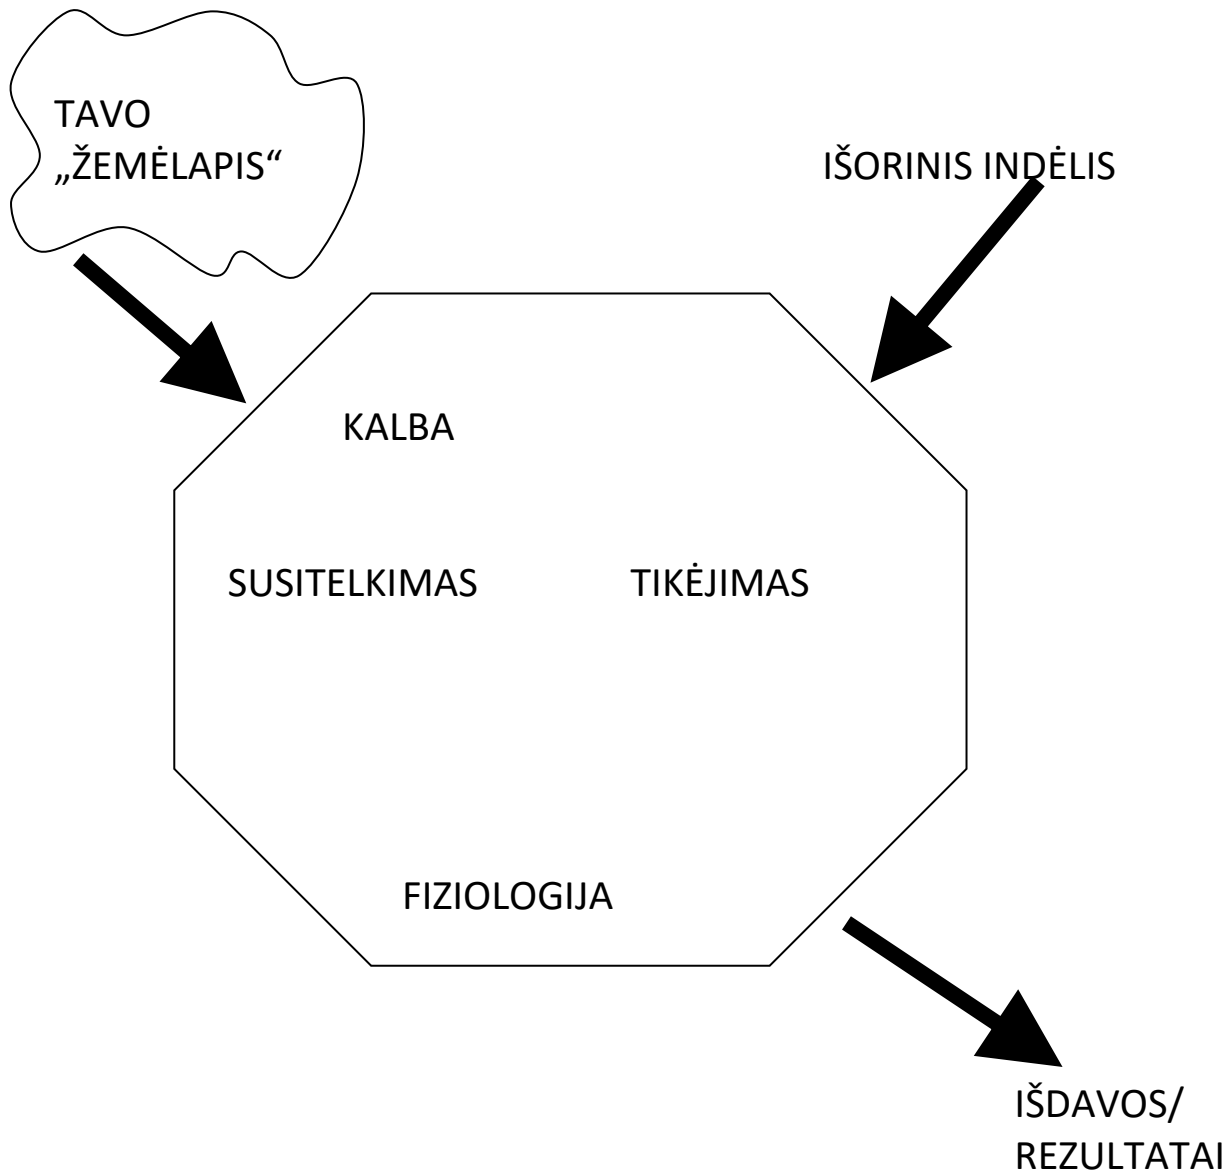 TAVO
„ŽEMĖLAPIS“
IŠORINIS INDĖLIS
KALBA
SUSITELKIMAS
TIKĖJIMAS
FIZIOLOGIJA
IŠDAVOS/
REZULTATAI